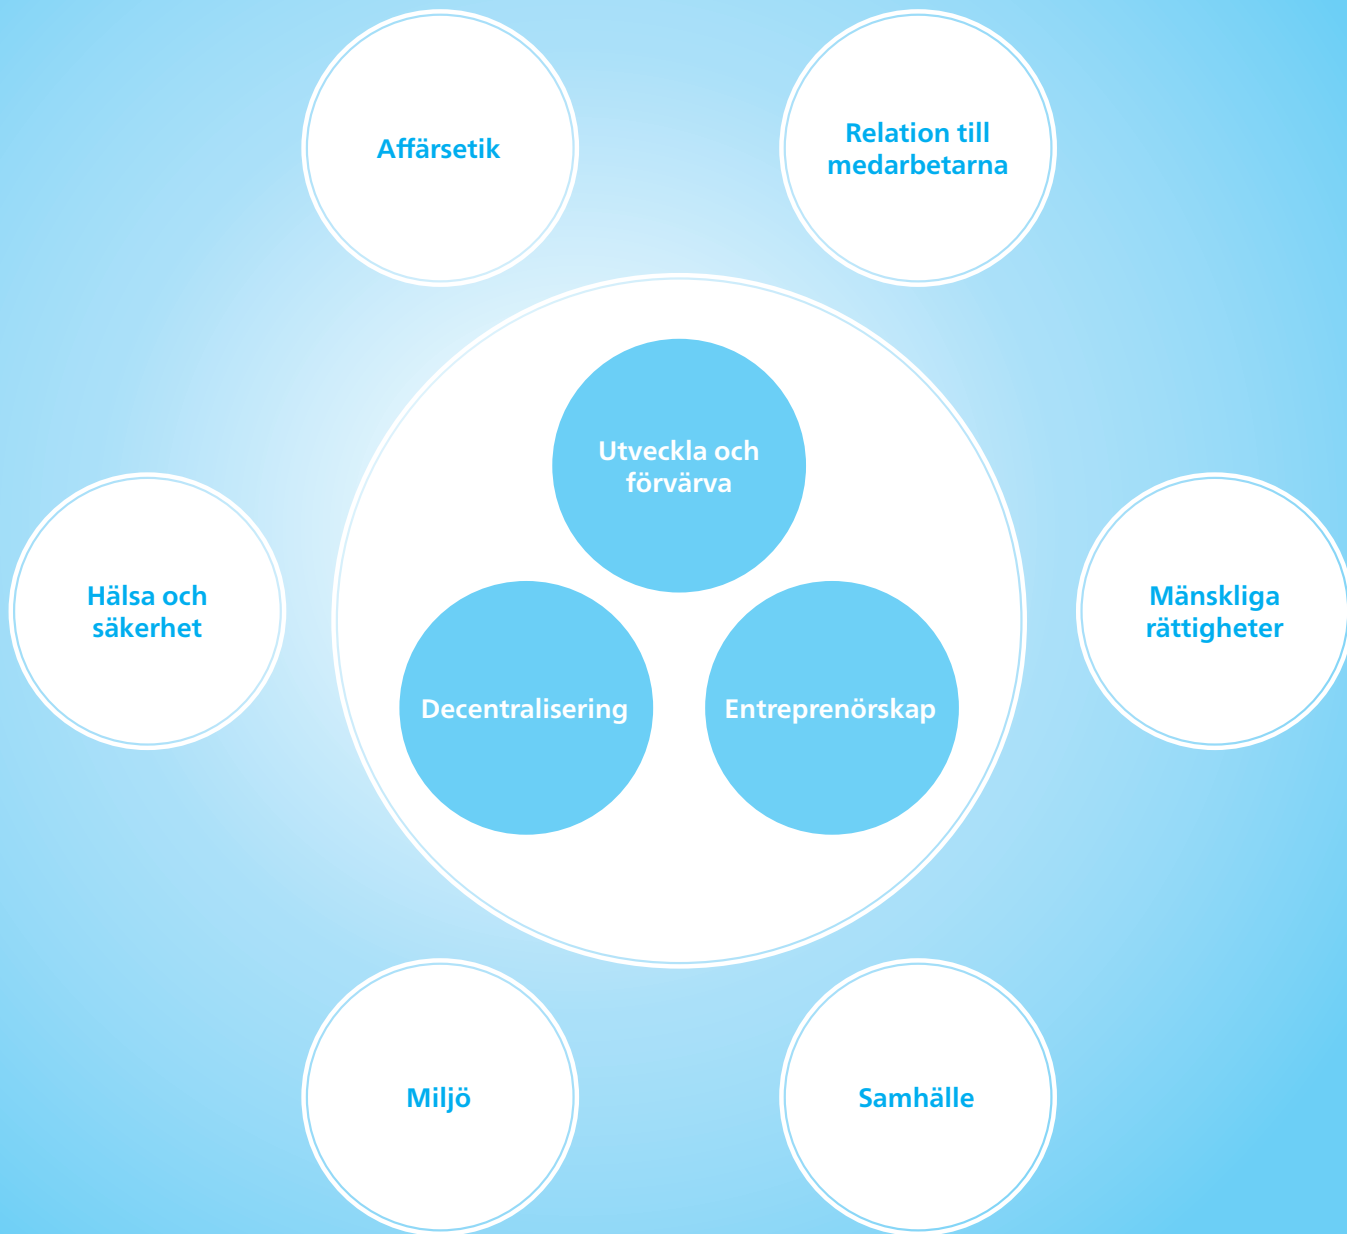 Affärsetik
Relation till
medarbetarna
Utveckla och
förvärva
Hälsa och
säkerhet
Mänskliga
rättigheter
Decentralisering
Entreprenörskap
Miljö
Samhälle